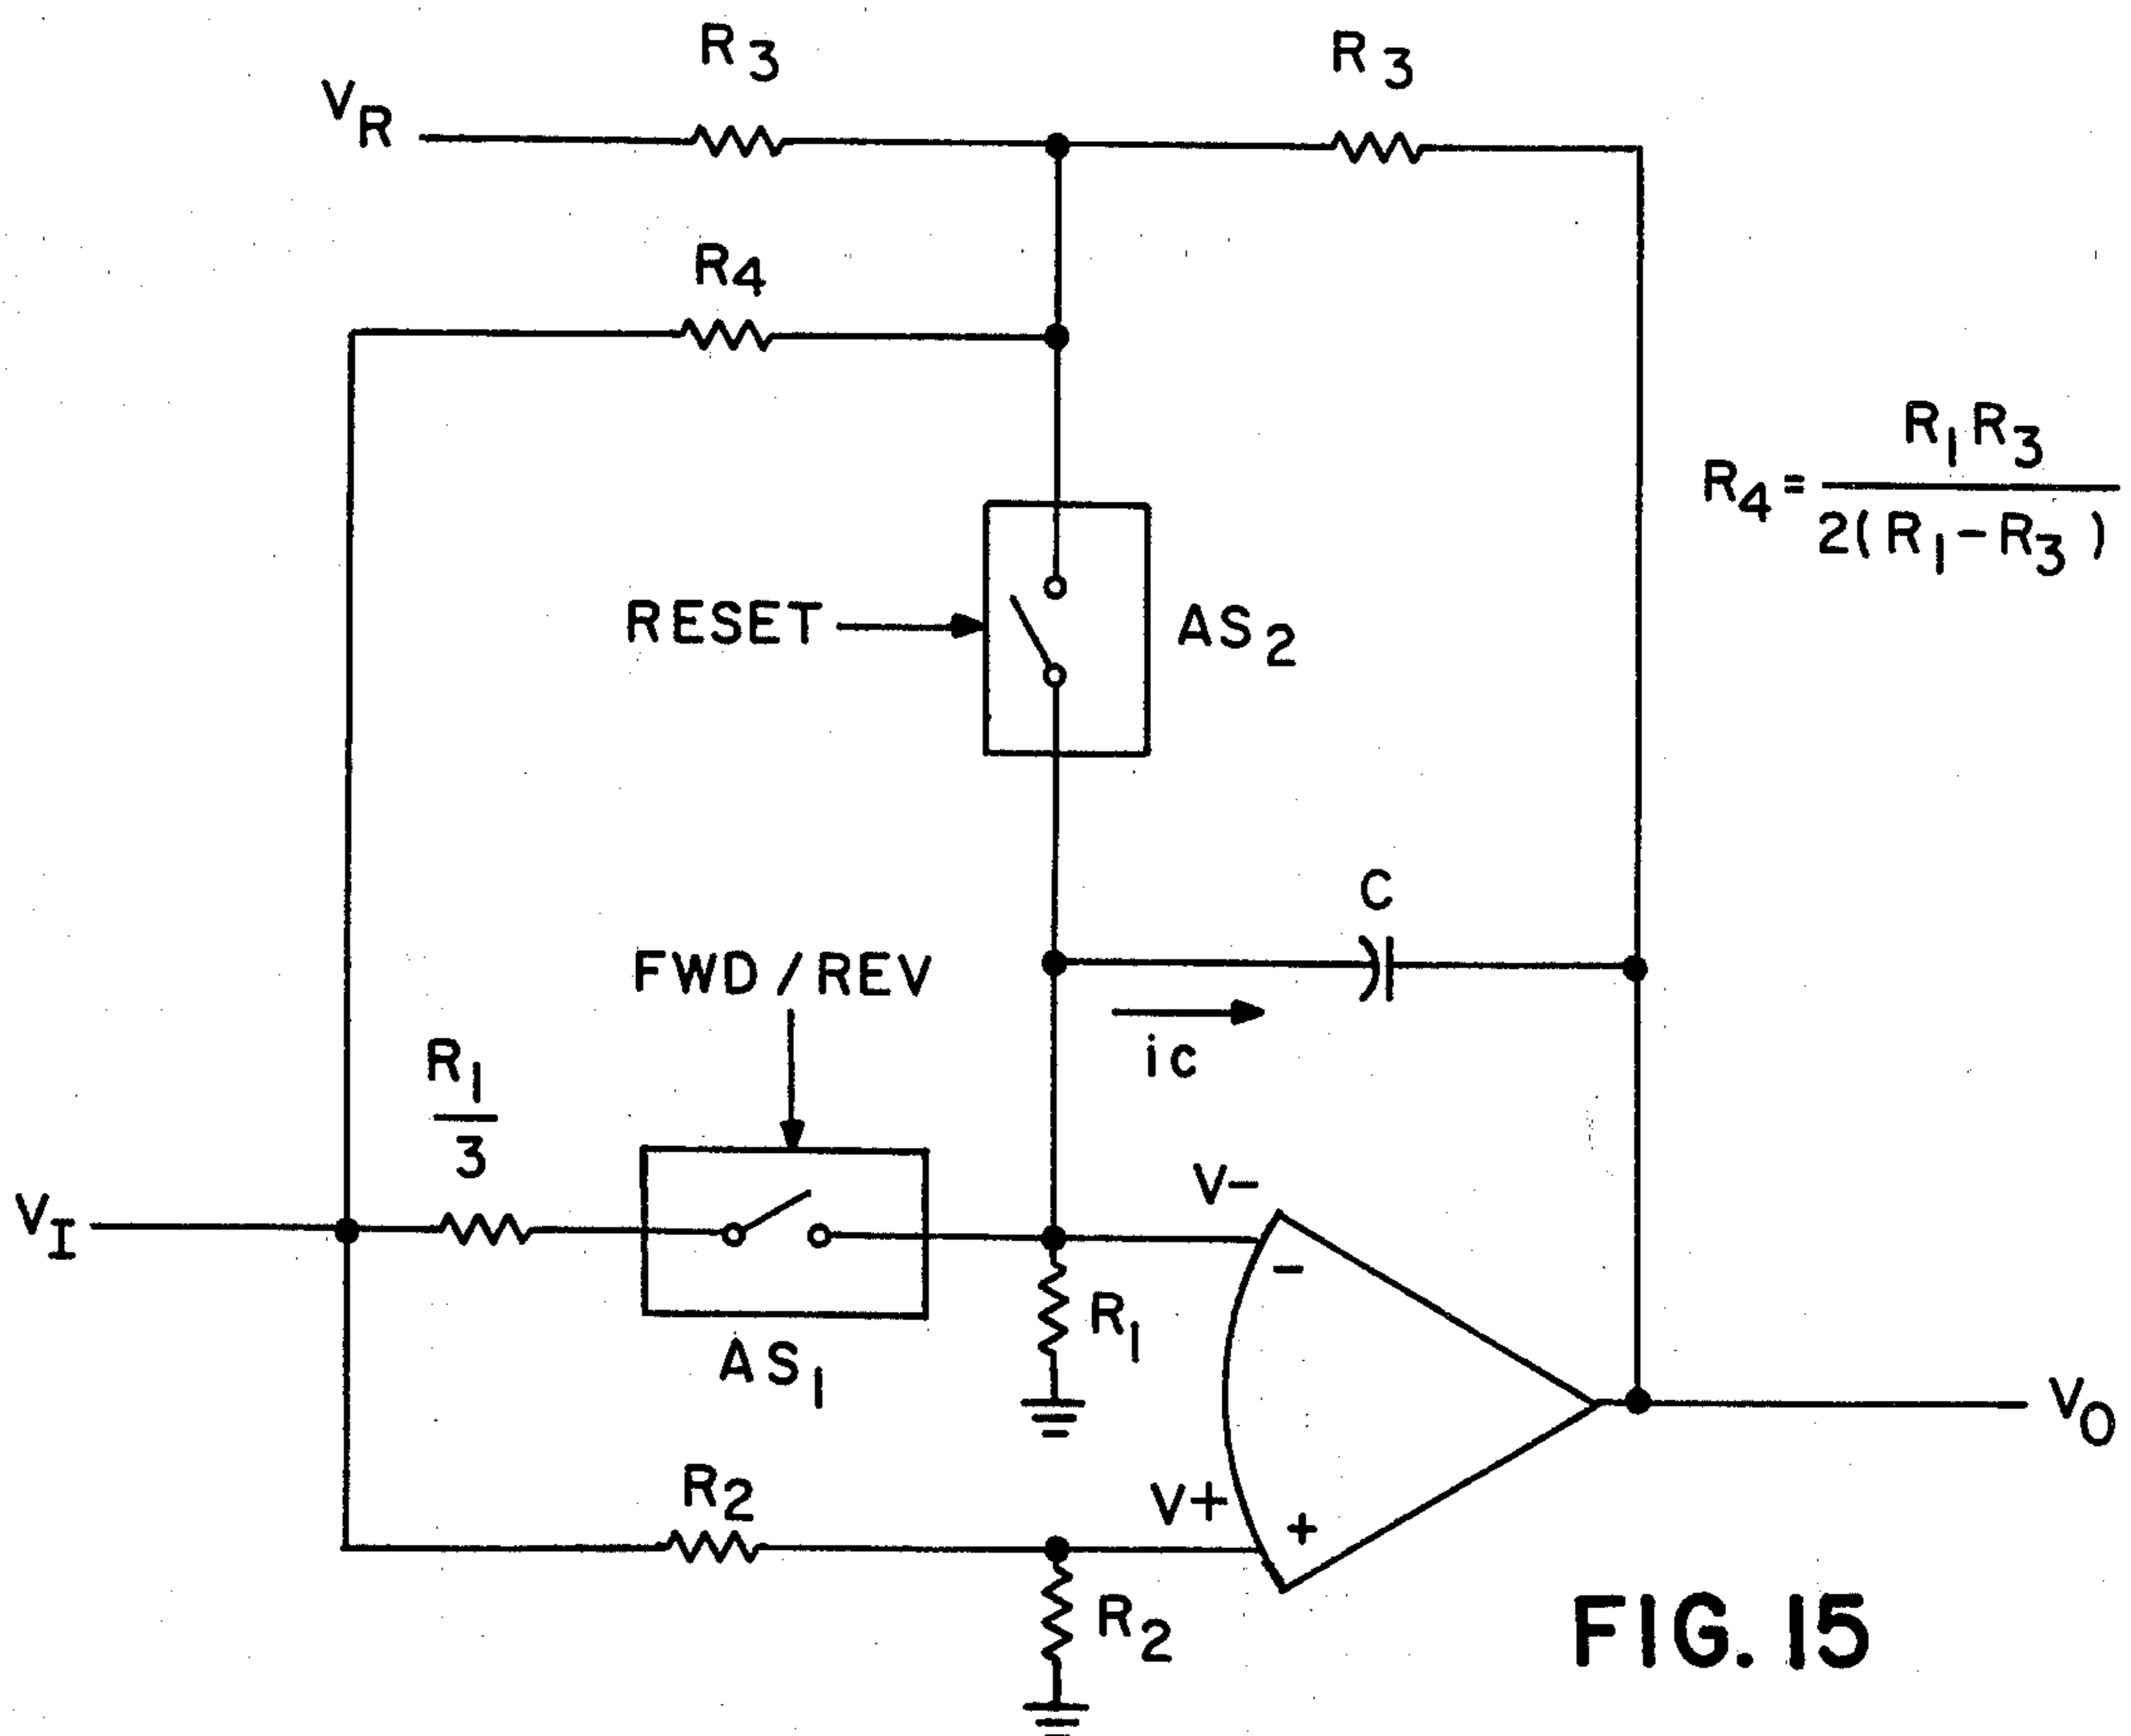 R3
R3
VR
R4
R4 = R1R3
2(R1-R3)
RESET
AS2
C
FWD/REV
ic
R1
3
V-
VI
-
R1
AS1
VO
R2
V+
+
R2
FIG. 15